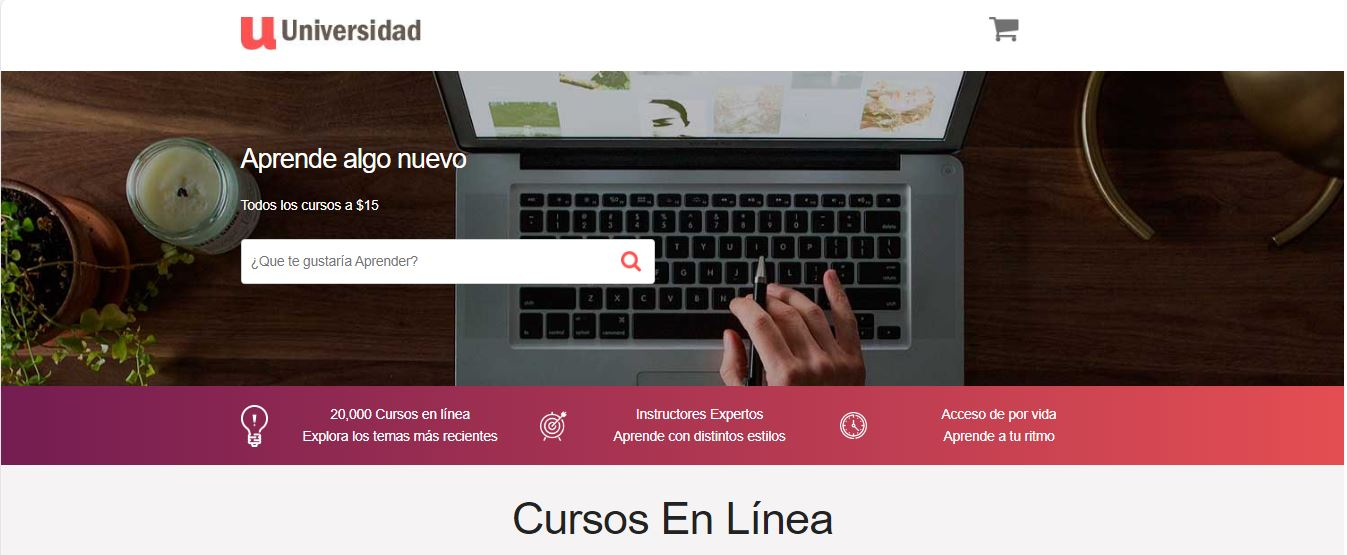 u Universidad
Aprende algo nuevo
Todos los cursos a $15
¿Que te gustaría Aprender?
20,000 Cursos en línea
Explora los temas más recientes
Instructores Expertos
Aprende con distintos estilos
Acceso de por vida
Aprende a tu ritmo
Cursos En Línea